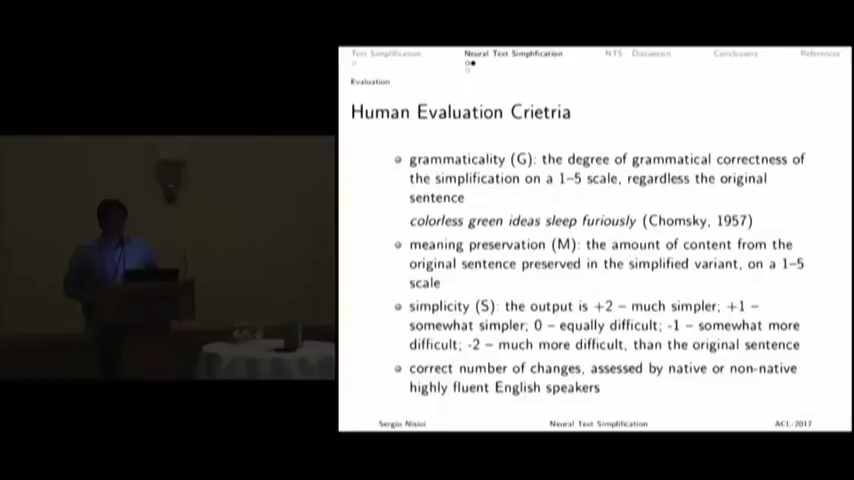 Text Simplification Neural Text Simplification NTS Discussion Conclusions References
Evaluation
Human Evaluation Crietria
grammaticality (G): the degree of grammatical correctness of
the simplification on a 1–5 scale, regardless the original
sentence
colorless green ideas sleep furiously (Chomsky, 1957)
meaning preservation (M): the amount of content from the
original sentence preserved in the simplified variant, on a 1–5
scale
simplicity (S): the output is +2 – much simpler; +1 –
somewhat simpler; 0 – equally difficult; -1 – somewhat more
difficult; -2 – much more difficult, than the original sentence
correct number of changes, assessed by native or non-native
highly fluent English speakers
Sergiu Nisioi Neural Text Simplification ACL-2017